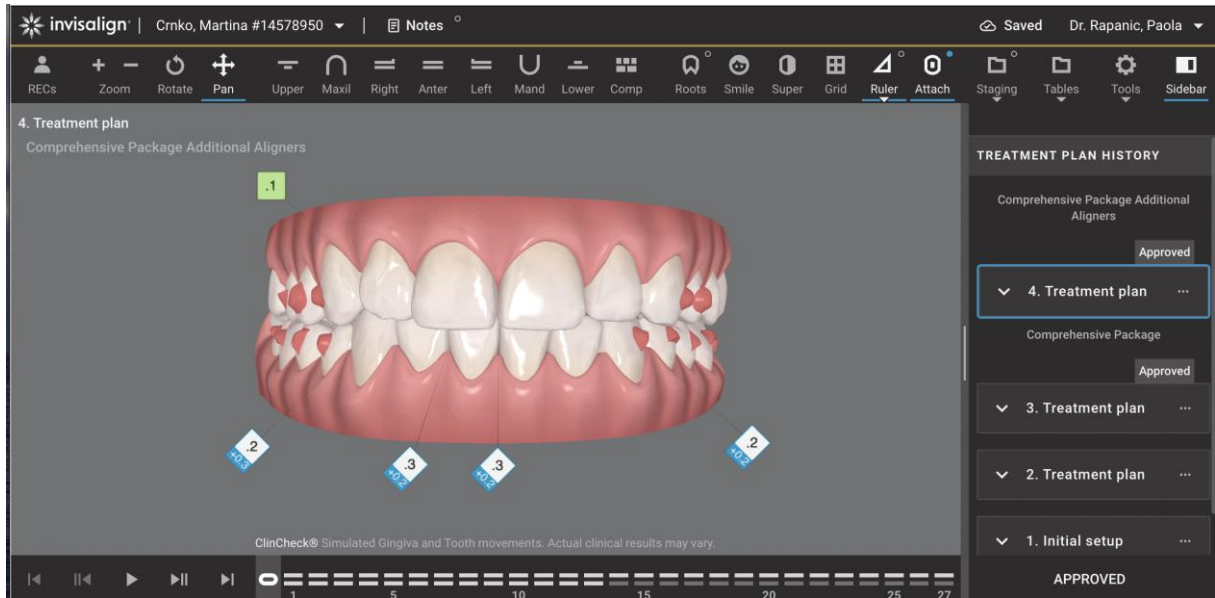 invisalign | Crnko, Martina #14578950 | Notes Saved Dr. Rapanic, Paola
RECs Zoom Rotate Pan Upper Maxil Right Anter Left Mand Lower Comp Roots Smile Super Grid Ruler Attach Staging Tables Tools Sidebar
4. Treatment plan
Comprehensive Package Additional Aligners
.1
.2
+0.3
.3
+0.2
.3
+0.2
.2
+0.2
ClinCheck® Simulated Gingiva and Tooth movements. Actual clinical results may vary.
1 5 10 15 20 25 27
TREATMENT PLAN HISTORY
Comprehensive Package Additional
Aligners
Approved
4. Treatment plan
Comprehensive Package
Approved
3. Treatment plan
2. Treatment plan
1. Initial setup
APPROVED